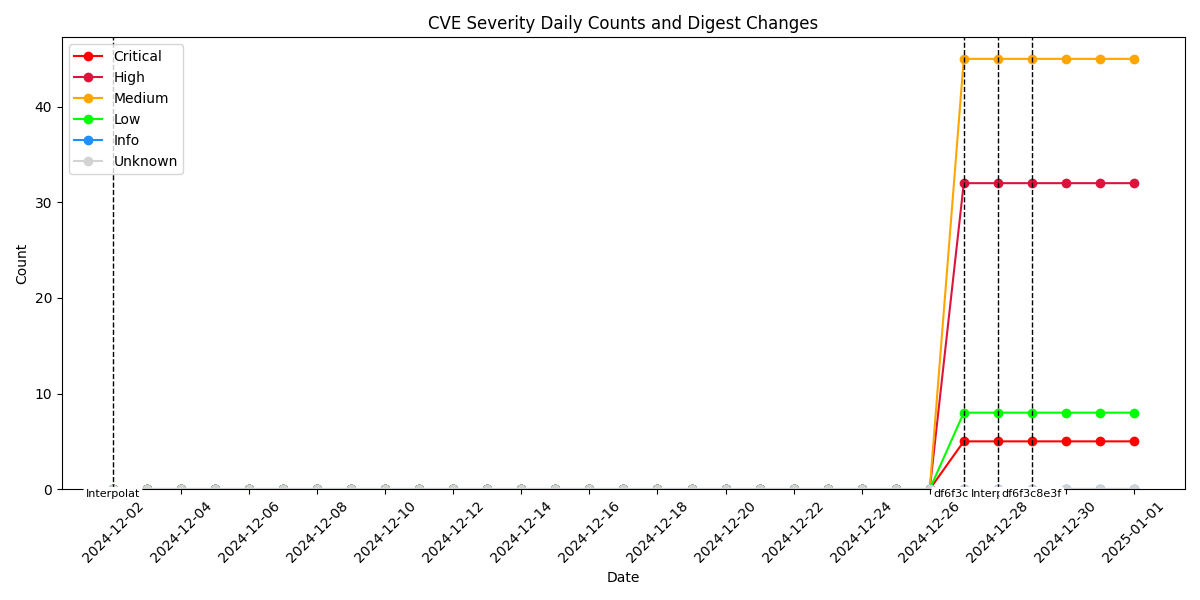 CVE Severity Daily Counts and Digest Changes
Critical
High
Medium
Low
Info
Unknown
Count
40
30
20
10
0
Interpolat
df6f3c
Inter
df6f3c8e3f
2024-12-02
2024-12-04
2024-12-06
2024-12-08
2024-12-10
2024-12-12
2024-12-14
2024-12-16
2024-12-18
2024-12-20
2024-12-22
2024-12-24
2024-12-26
2024-12-28
2024-12-30
2025-01-01
Date